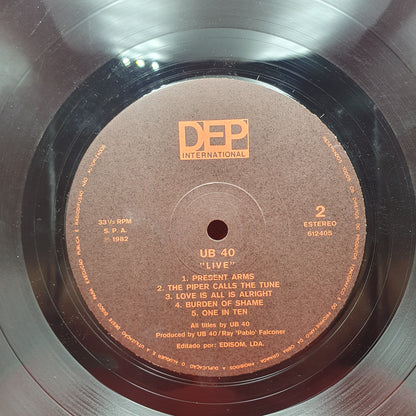 DEP
INTERNATIONAL
33⅓ RPM
S. P. A.
℗ 1982
2
ESTEREO
612405
UB 40
"LIVE"
1. PRESENT ARMS
2. THE PIPER CALLS THE TUNE
3. LOVE IS ALL IS ALRIGHT
4. BURDEN OF SHAME
5. ONE IN TEN
All titles by UB 40
Produced by UB 40/Ray "Pablo" Falconer
Editado por: EDISOM, LDA.